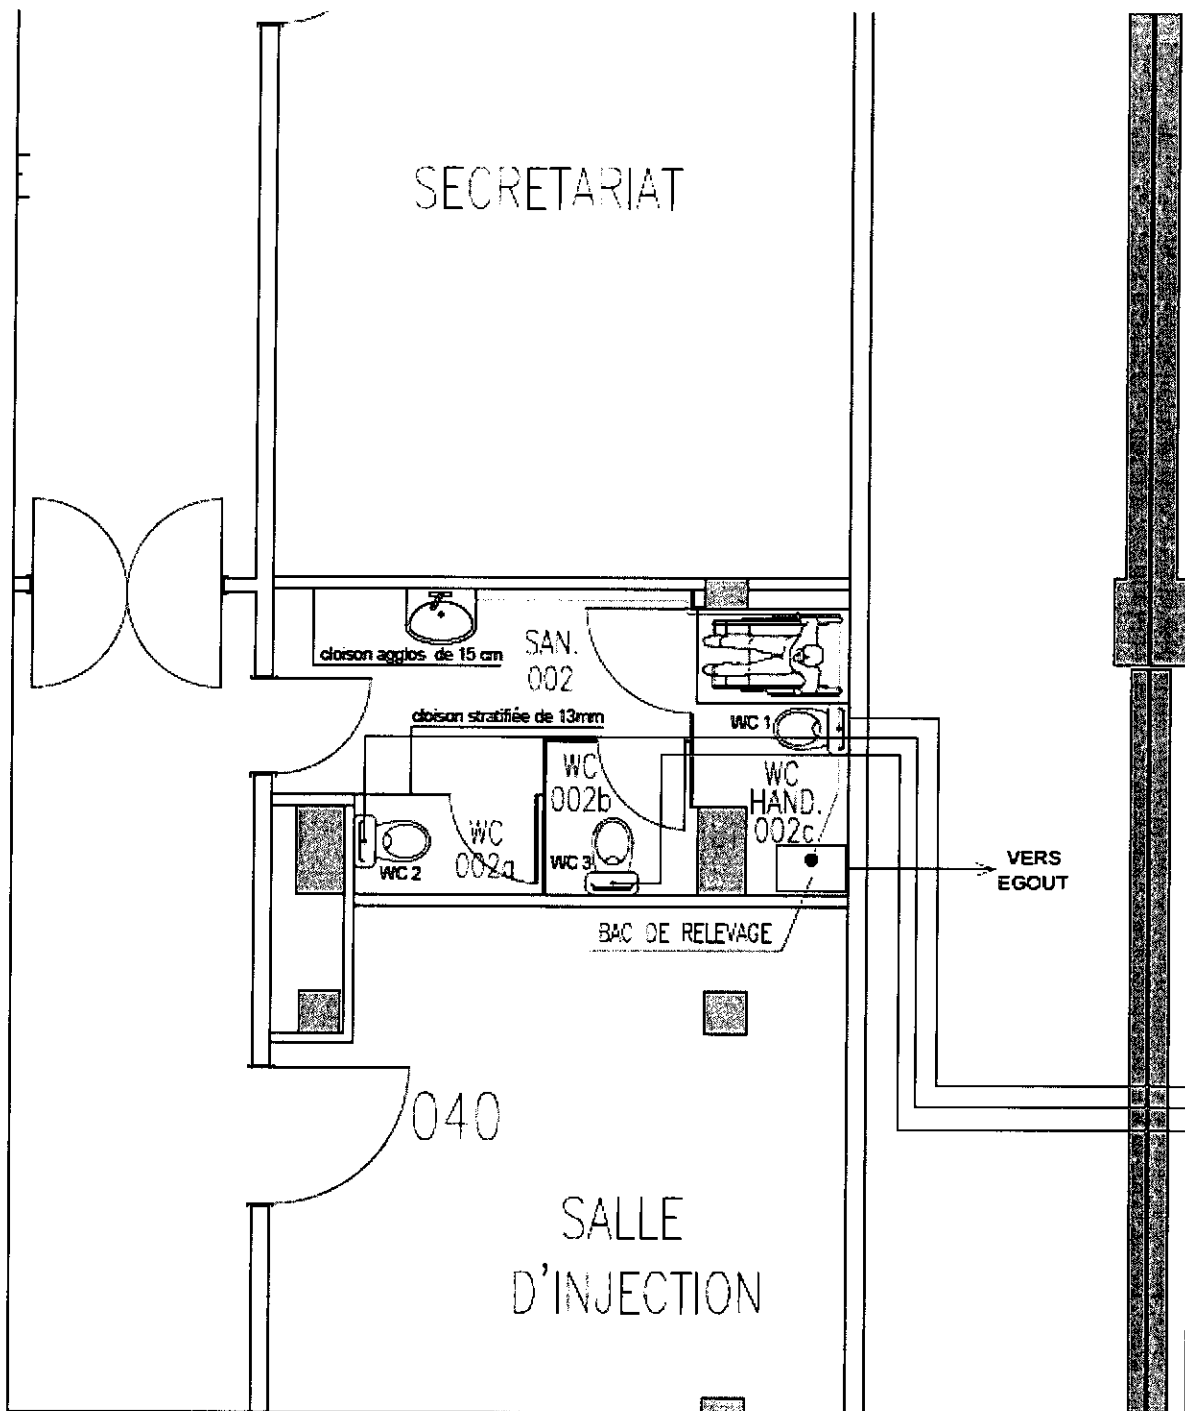 SECRETARIAT
cloison agglos de 15 cm
SAN.
002
cloison stratifiée de 13mm
WC 1
WC
002b
WC
HAND.
002c
WC
002a
WC 2
WC 3
VERS
EGOUT
BAC DE RELEVAGE
040
SALLE
D'INJECTION